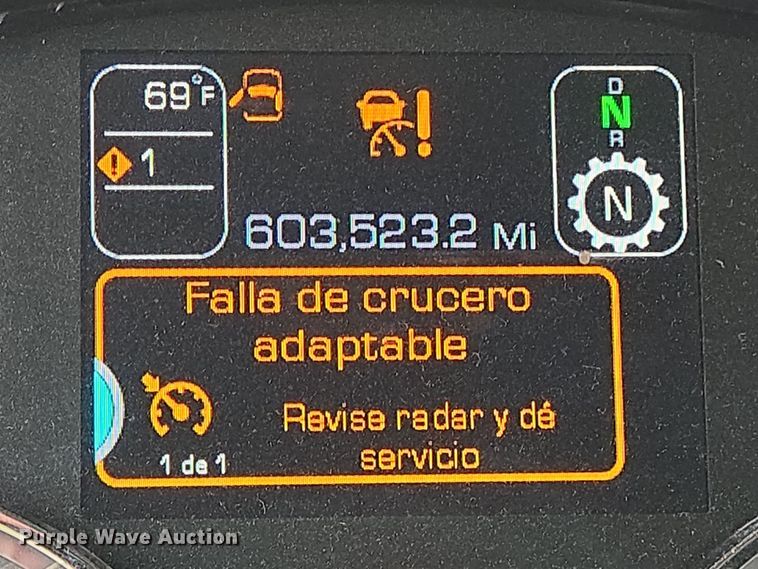 69°F
1
D
N
R
N
603,523.2 Mi
Falla de crucero
adaptable
Revise radar y dé
servicio
1 de 1
Purple Wave Auction